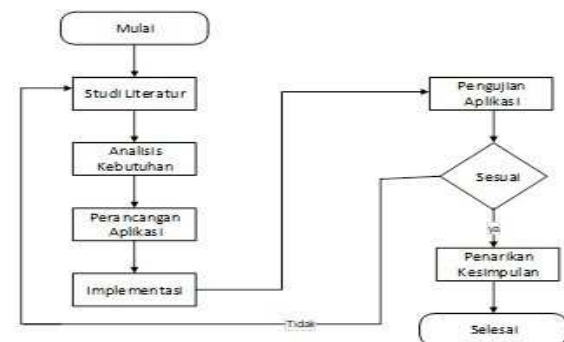 Mulai
Studi Literatur
Analisis
Kebutuhan
Perancangan
Aplikasi
Implementasi
Pengujian
Aplikasi
Sesuai
ya
Penarikan
Kesimpulan
Tidak
Selesai